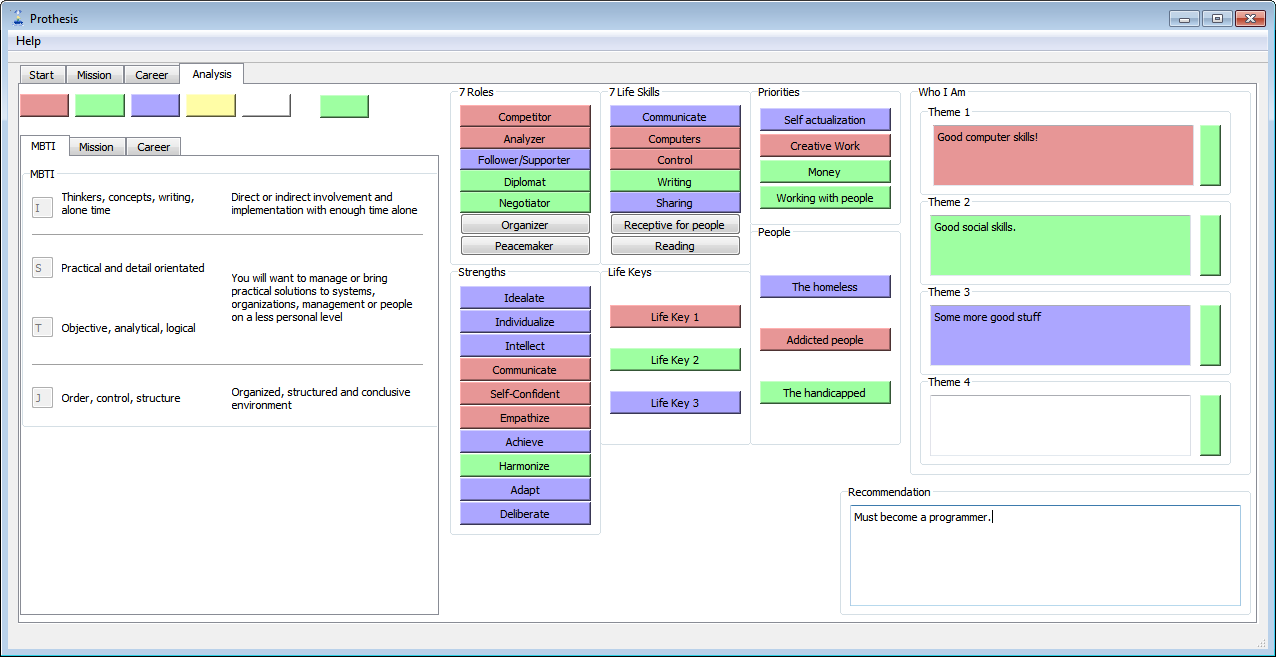 Prothesis
Help
Start Mission Career Analysis
MBTI Mission Career
MBTI
I
Thinkers, concepts, writing,
alone time
Direct or indirect involvement and
implementation with enough time alone
S
Practical and detail orientated
You will want to manage or bring
practical solutions to systems,
organizations, management or people
on a less personal level
T
Objective, analytical, logical
J
Order, control, structure
Organized, structured and conclusive
environment
7 Roles
Competitor
Analyzer
Follower/Supporter
Diplomat
Negotiator
Organizer
Peacemaker
Strengths
Idealate
Individualize
Intellect
Communicate
Self-Confident
Empathize
Achieve
Harmonize
Adapt
Deliberate
7 Life Skills
Communicate
Computers
Control
Writing
Sharing
Receptive for people
Reading
Life Keys
Life Key 1
Life Key 2
Life Key 3
Priorities
Self actualization
Creative Work
Money
Working with people
People
The homeless
Addicted people
The handicapped
Who I Am
Theme 1
Good computer skills!
Theme 2
Good social skills.
Theme 3
Some more good stuff
Theme 4
Recommendation
Must become a programmer.